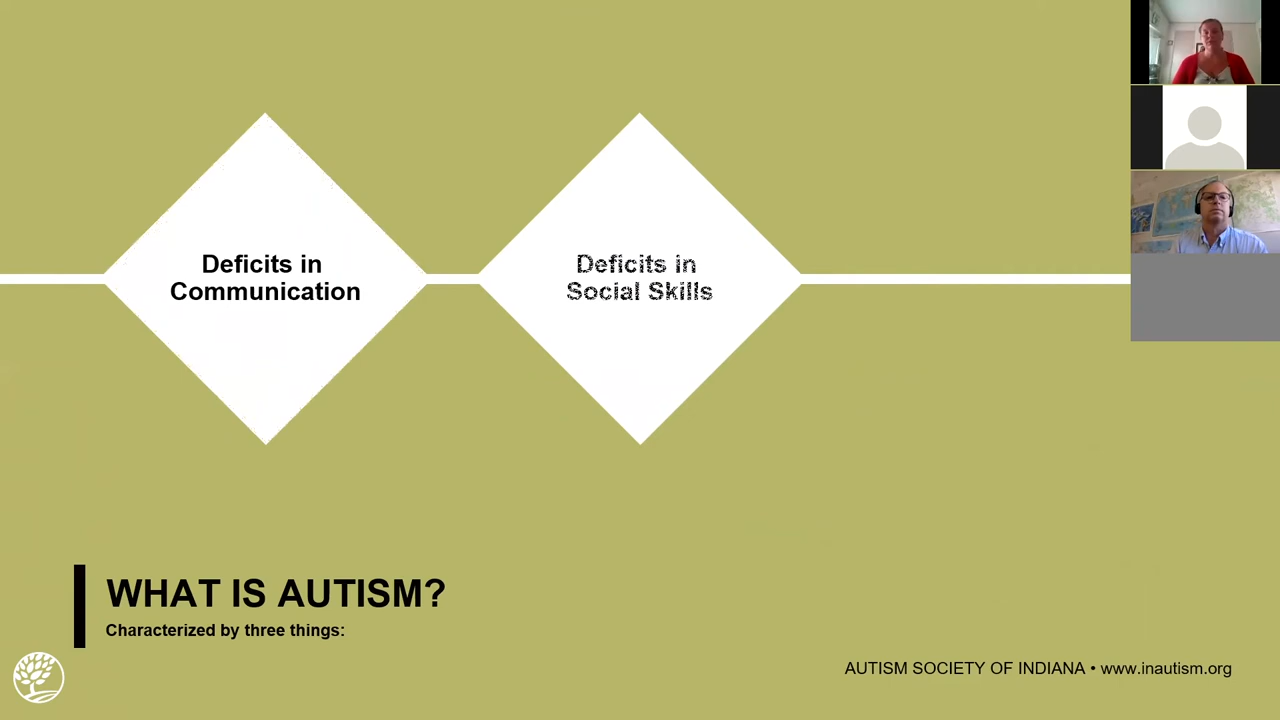 Deficits in
Communication
Deficits in
Social Skills
WHAT IS AUTISM?
Characterized by three things:
AUTISM SOCIETY OF INDIANA • www.inautism.org